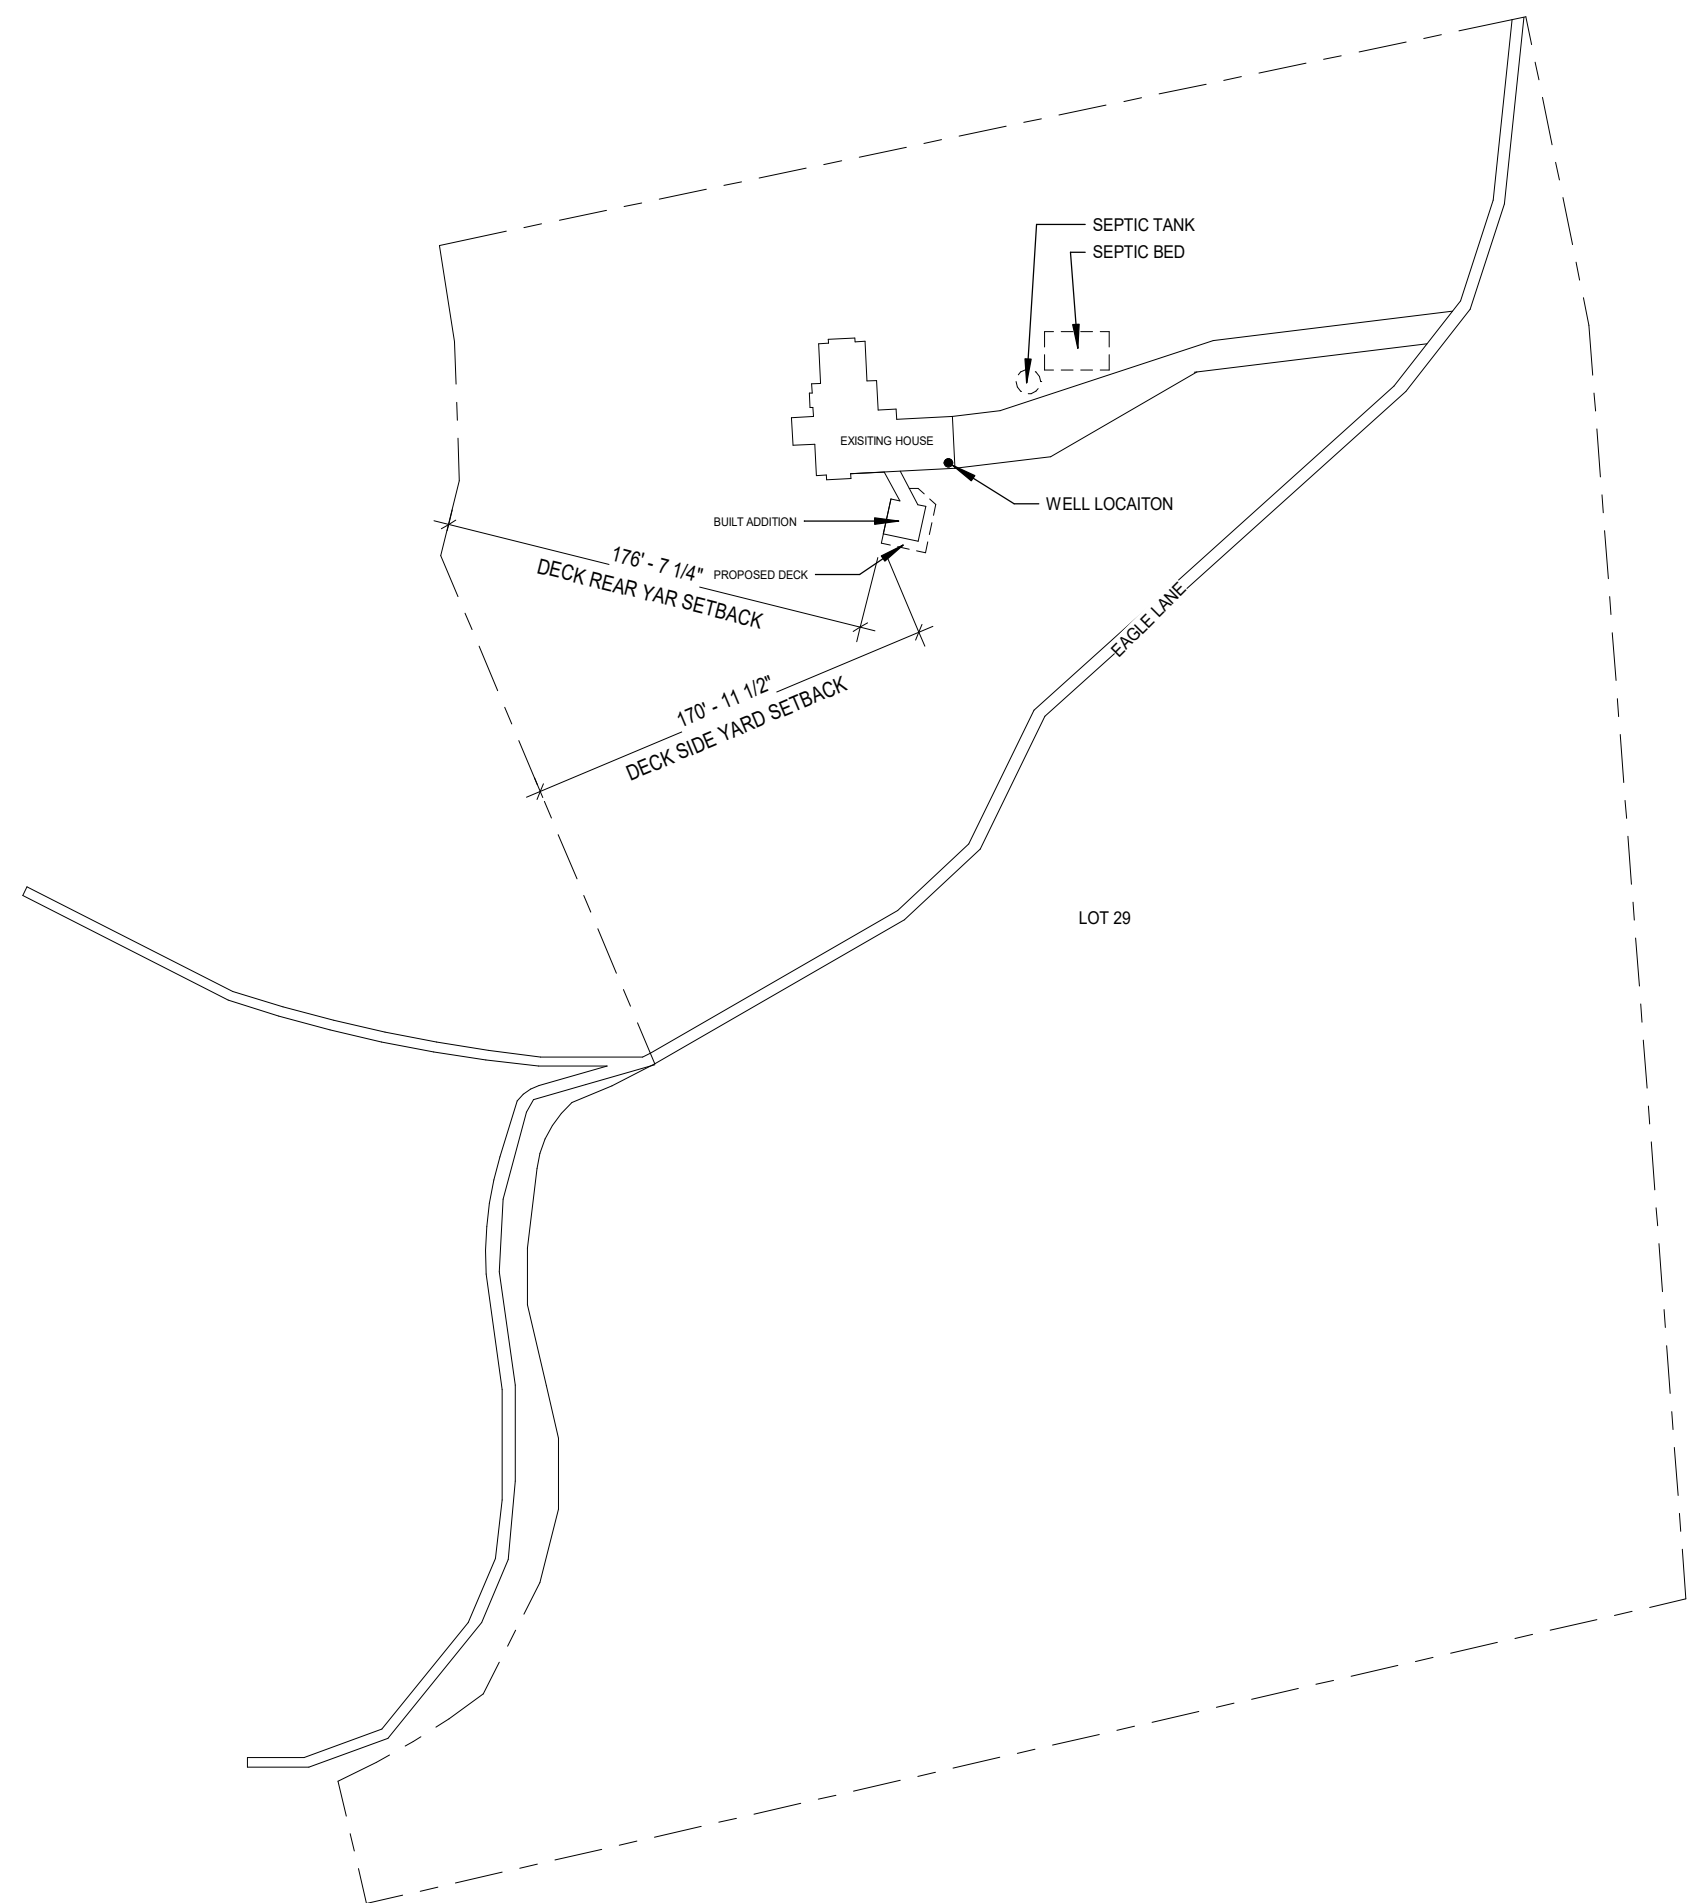 SEPTIC TANK
SEPTIC BED
EXISITING HOUSE
WELL LOCAITON
BUILT ADDITION
176' - 7 1/4"
DECK REAR YAR SETBACK
PROPOSED DECK
EAGLE LANE
170' - 11 1/2"
DECK SIDE YARD SETBACK
LOT 29